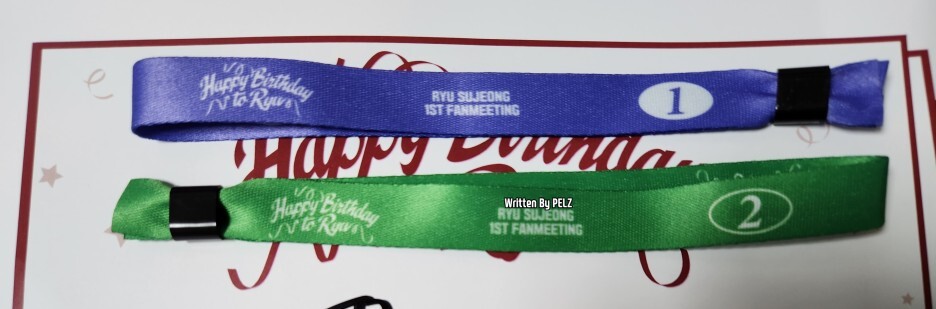 Happy Birthday
to Ryu
RYU SUJEONG
1ST FANMEETING
1
Happy Birthday
Happy Birthday
to Ryu
Written By PELZ
RYU SUJEONG
1ST FANMEETING
2